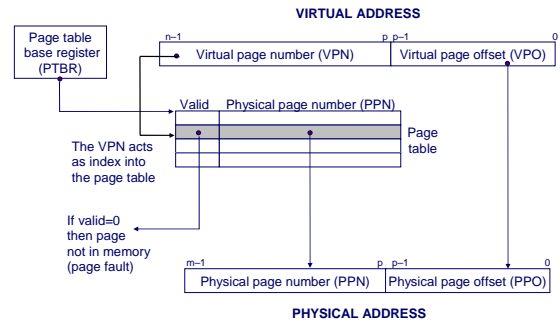 VIRTUAL ADDRESS
Page table
base register
(PTBR)
n–1
p p–1
0
Virtual page number (VPN)
Virtual page offset (VPO)
Valid
Physical page number (PPN)
The VPN acts
as index into
the page table
Page
table
If valid=0
then page
not in memory
(page fault)
m–1
p p–1
0
Physical page number (PPN)
Physical page offset (PPO)
PHYSICAL ADDRESS